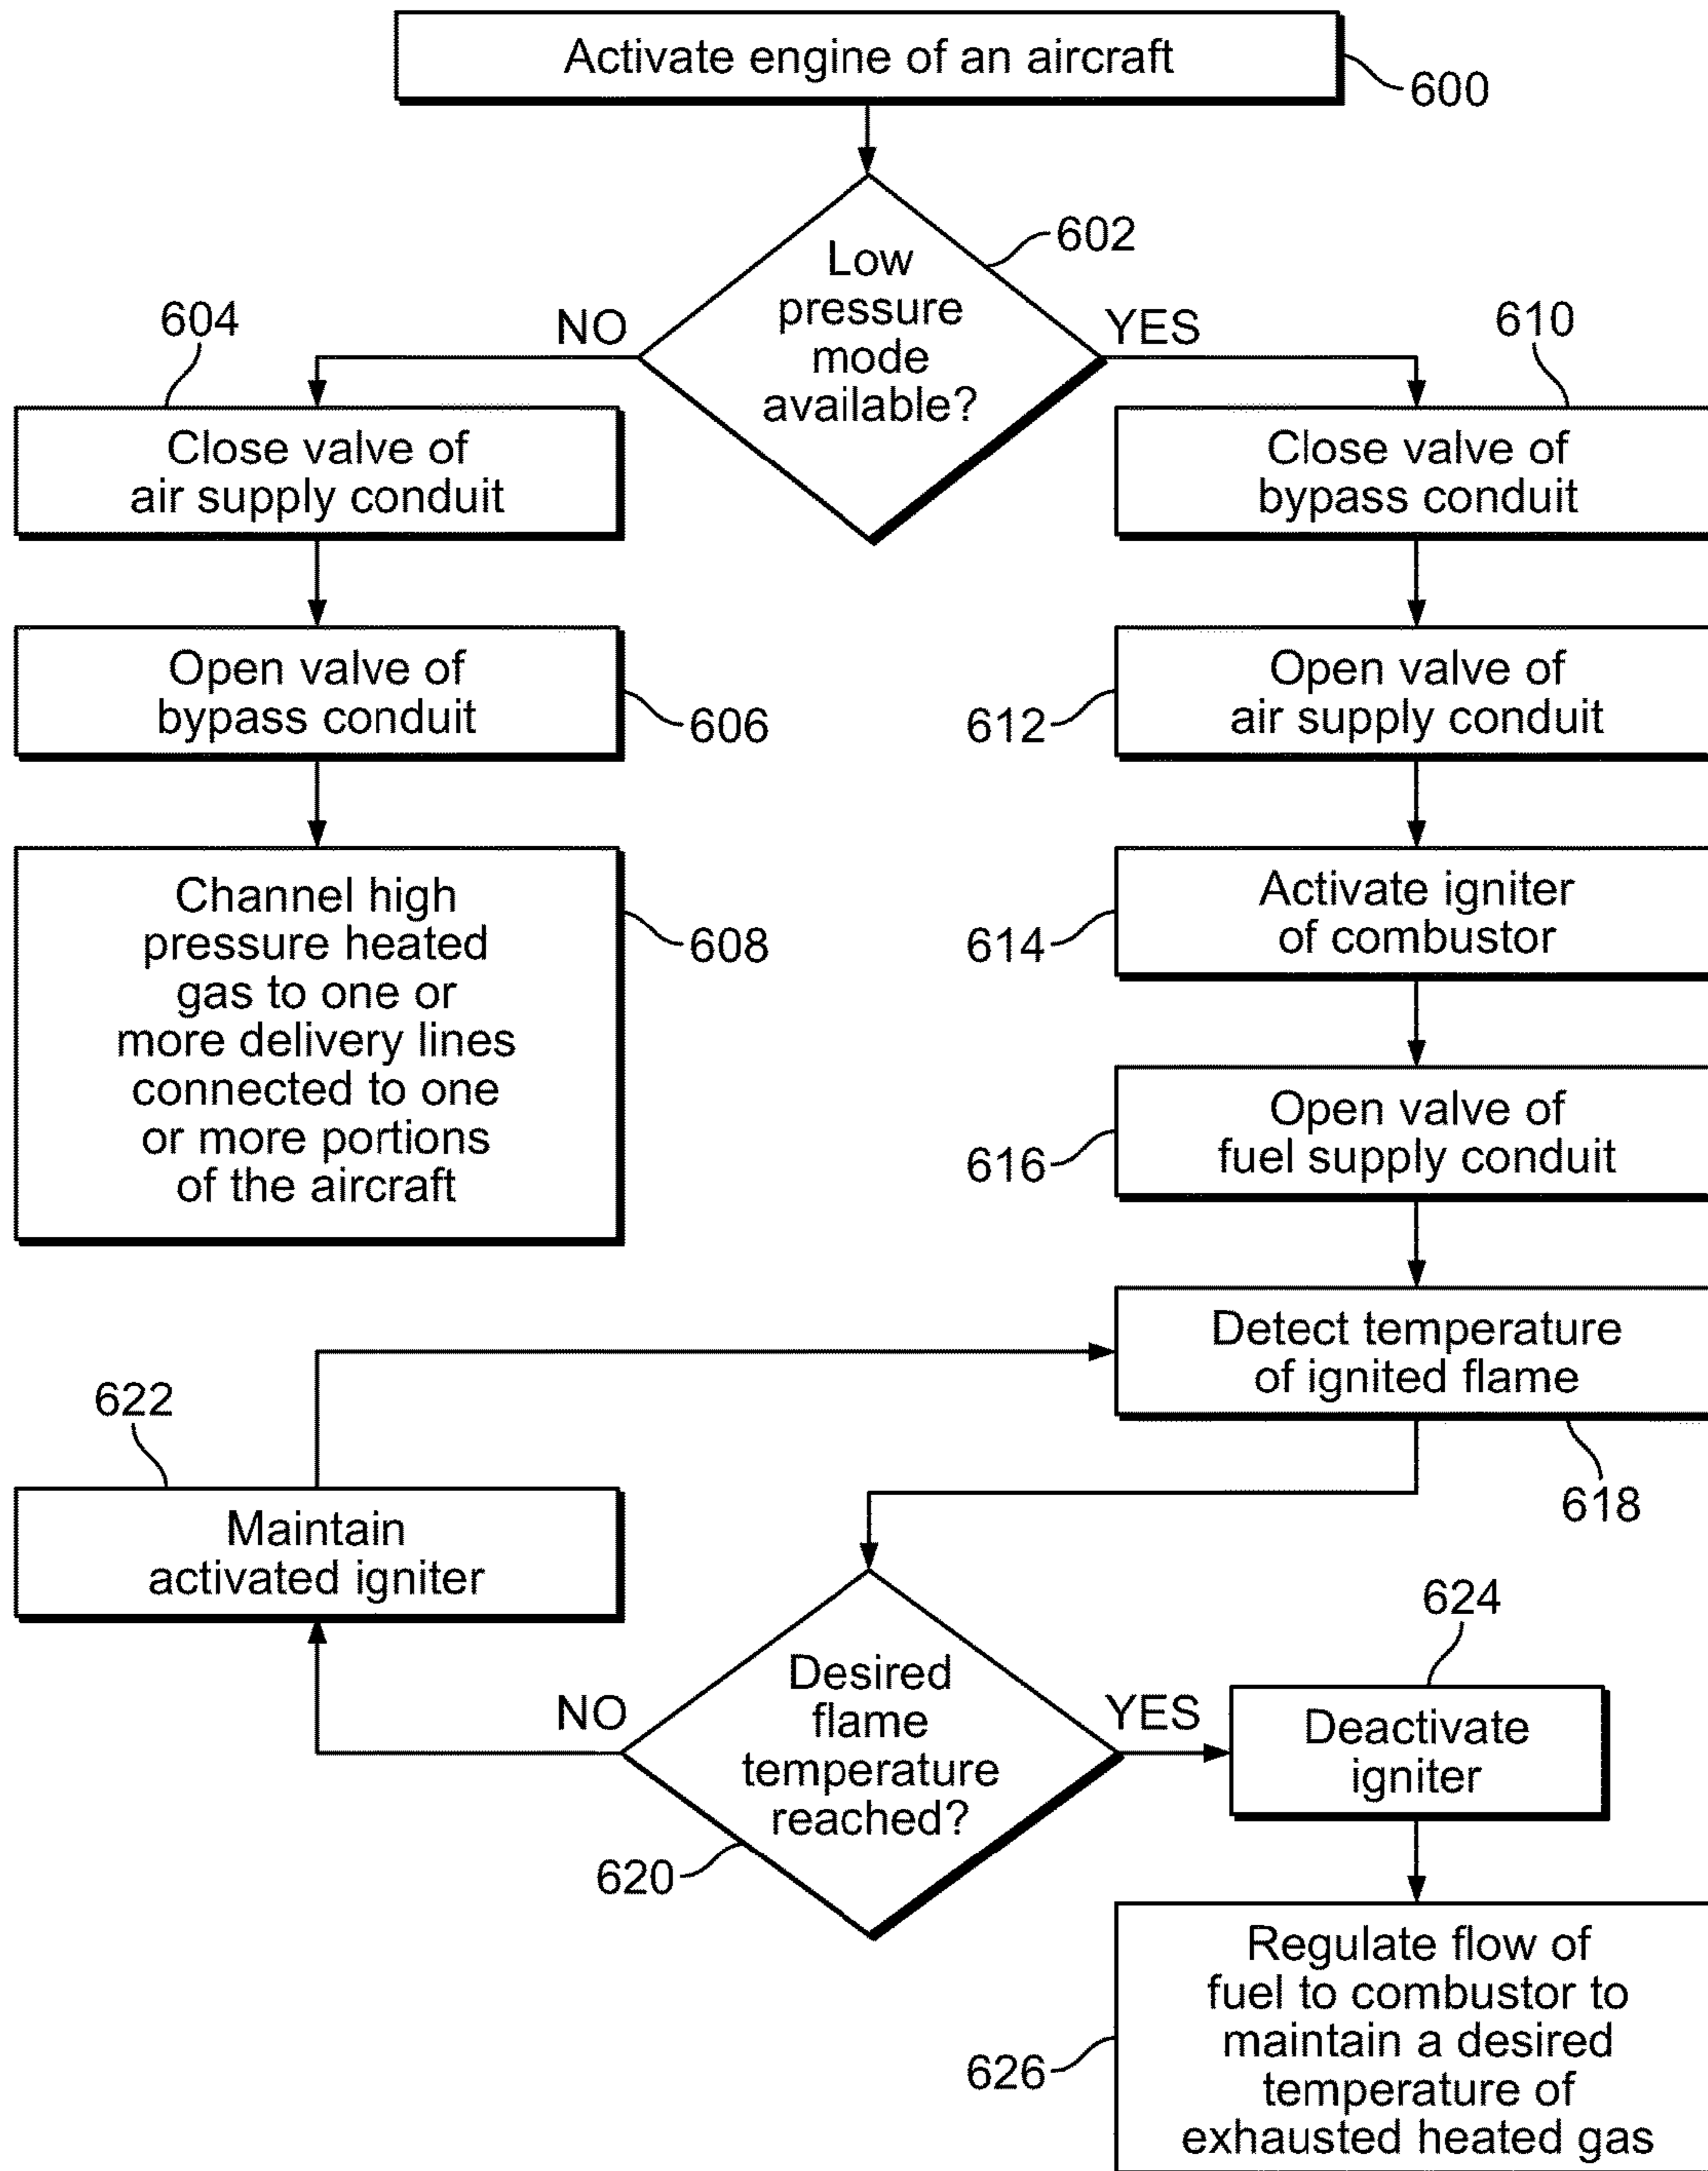 Activate engine of an aircraft
600
602
Low
pressure
mode
available?
NO
YES
604
610
Close valve of
air supply conduit
Close valve of
bypass conduit
Open valve of
bypass conduit
606
612
Open valve of
air supply conduit
Channel high
pressure heated
gas to one or
more delivery lines
connected to one
or more portions
of the aircraft
608
614
Activate igniter
of combustor
616
Open valve of
fuel supply conduit
Detect temperature
of ignited flame
618
622
Maintain
activated igniter
Desired
flame
temperature
reached?
NO
YES
620
624
Deactivate
igniter
626
Regulate flow of
fuel to combustor to
maintain a desired
temperature of
exhausted heated gas